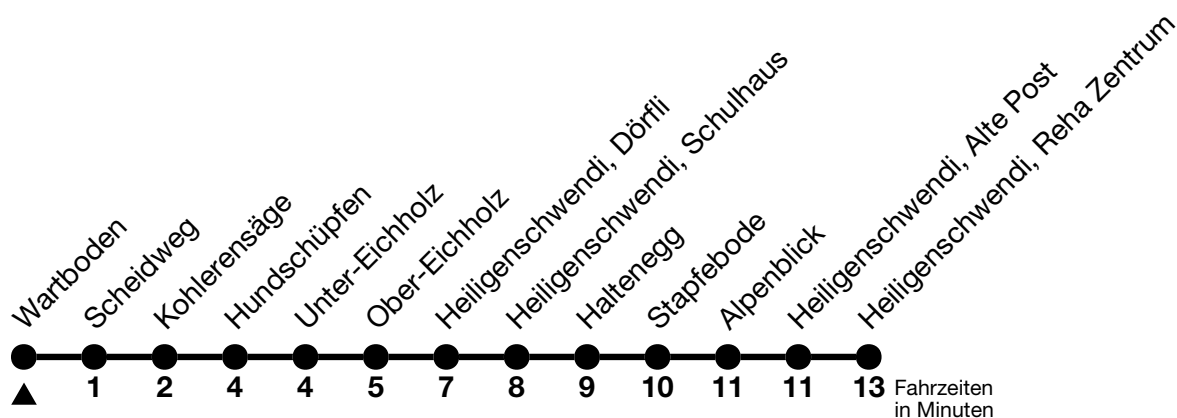 Wartboden
Scheidweg
Kohlerensäge
Hundschüpfen
Unter-Eichholz
Ober-Eichholz
Heiligenschwendi, Dörfli
Heiligenschwendi, Schulhaus
Haltenegg
Stapfebode
Alpenblick
Heiligenschwendi, Alte Post
Heiligenschwendi, Reha Zentrum
1 2 4 4 5 7 8 9 10 11 11 13 Fahrzeiten
in Minuten